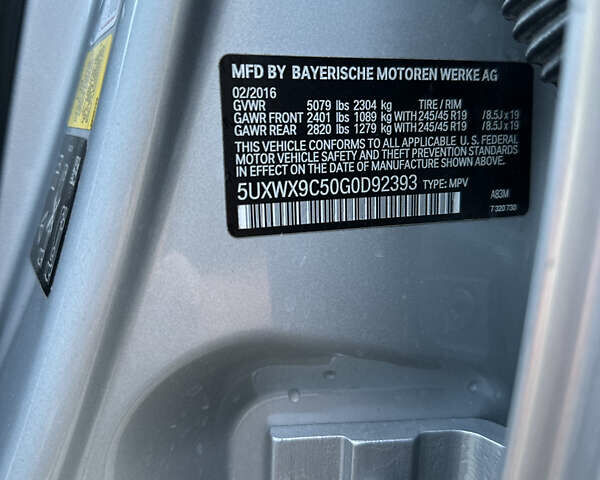 MFD BY BAYERISCHE MOTOREN WERKE AG
02/2016
GVWR 5079 lbs 2304 kg TIRE / RIM
GAWR FRONT 2401 lbs 1089 kg WITH 245/45 R19 /8.5J x 19
GAWR REAR 2820 lbs 1279 kg WITH 245/45 R19 /8.5J x 19
THIS VEHICLE CONFORMS TO ALL APPLICABLE U.S. FEDERAL
MOTOR VEHICLE SAFETY AND THEFT PREVENTION STANDARDS
IN EFFECT ON THE DATE OF MANUFACTURE SHOWN ABOVE.
5UXWX9C50G0D92393 TYPE: MPV
A83M
7 320 730